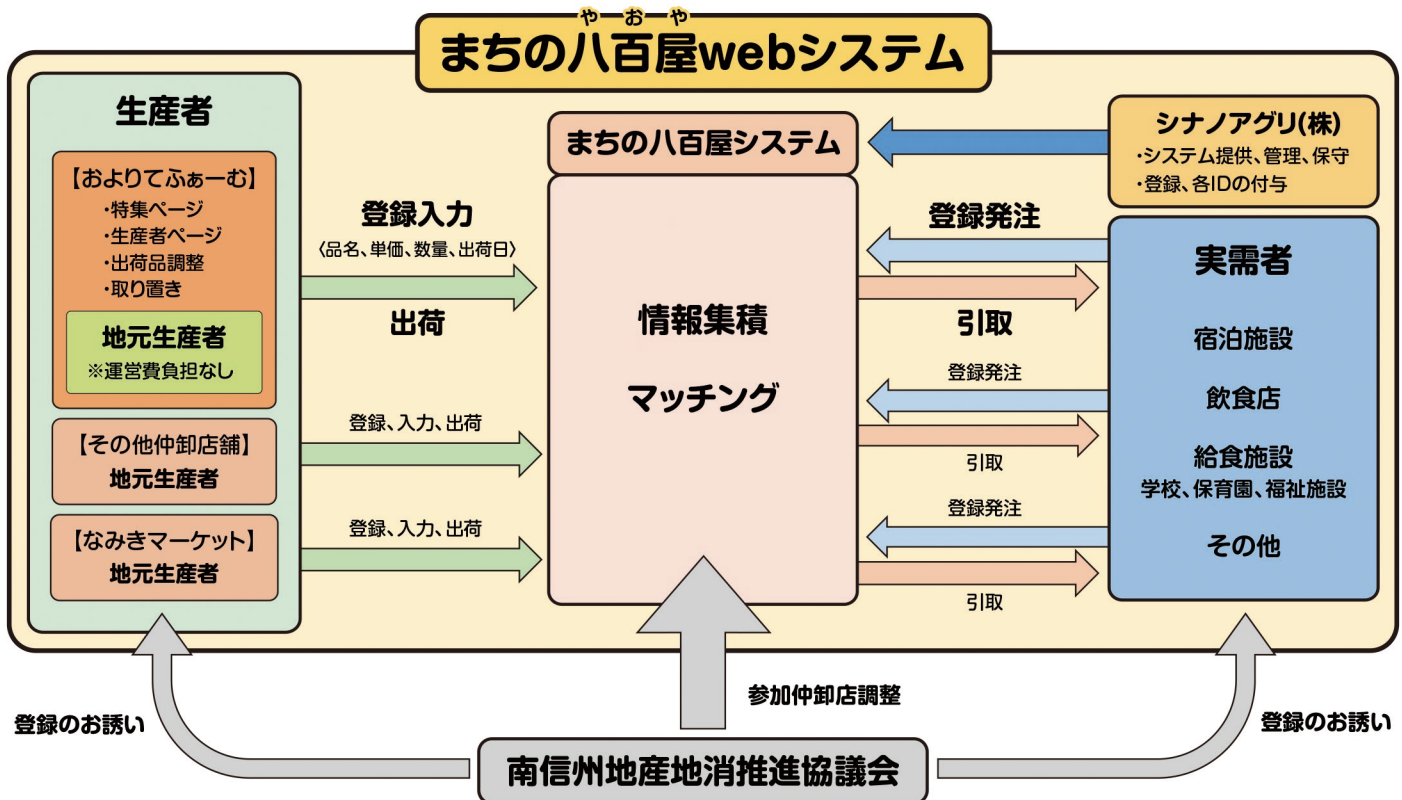 やおや
まちの八百屋webシステム
生産者
【およりてふぁーむ】
・特集ページ
・生産者ページ
・出荷品調整
・取り置き
地元生産者
※運営費負担なし
【その他仲卸店舗】
地元生産者
【なみきマーケット】
地元生産者
登録入力
〈品名、単価、数量、出荷日〉
出荷
登録、入力、出荷
登録、入力、出荷
まちの八百屋システム
情報集積
マッチング
登録発注
引取
登録発注
引取
登録発注
引取
シナノアグリ(株)
・システム提供、管理、保守
・登録、各IDの付与
実需者
宿泊施設
飲食店
給食施設
学校、保育園、福祉施設
その他
登録のお誘い
参加仲卸店調整
登録のお誘い
南信州地産地消推進協議会